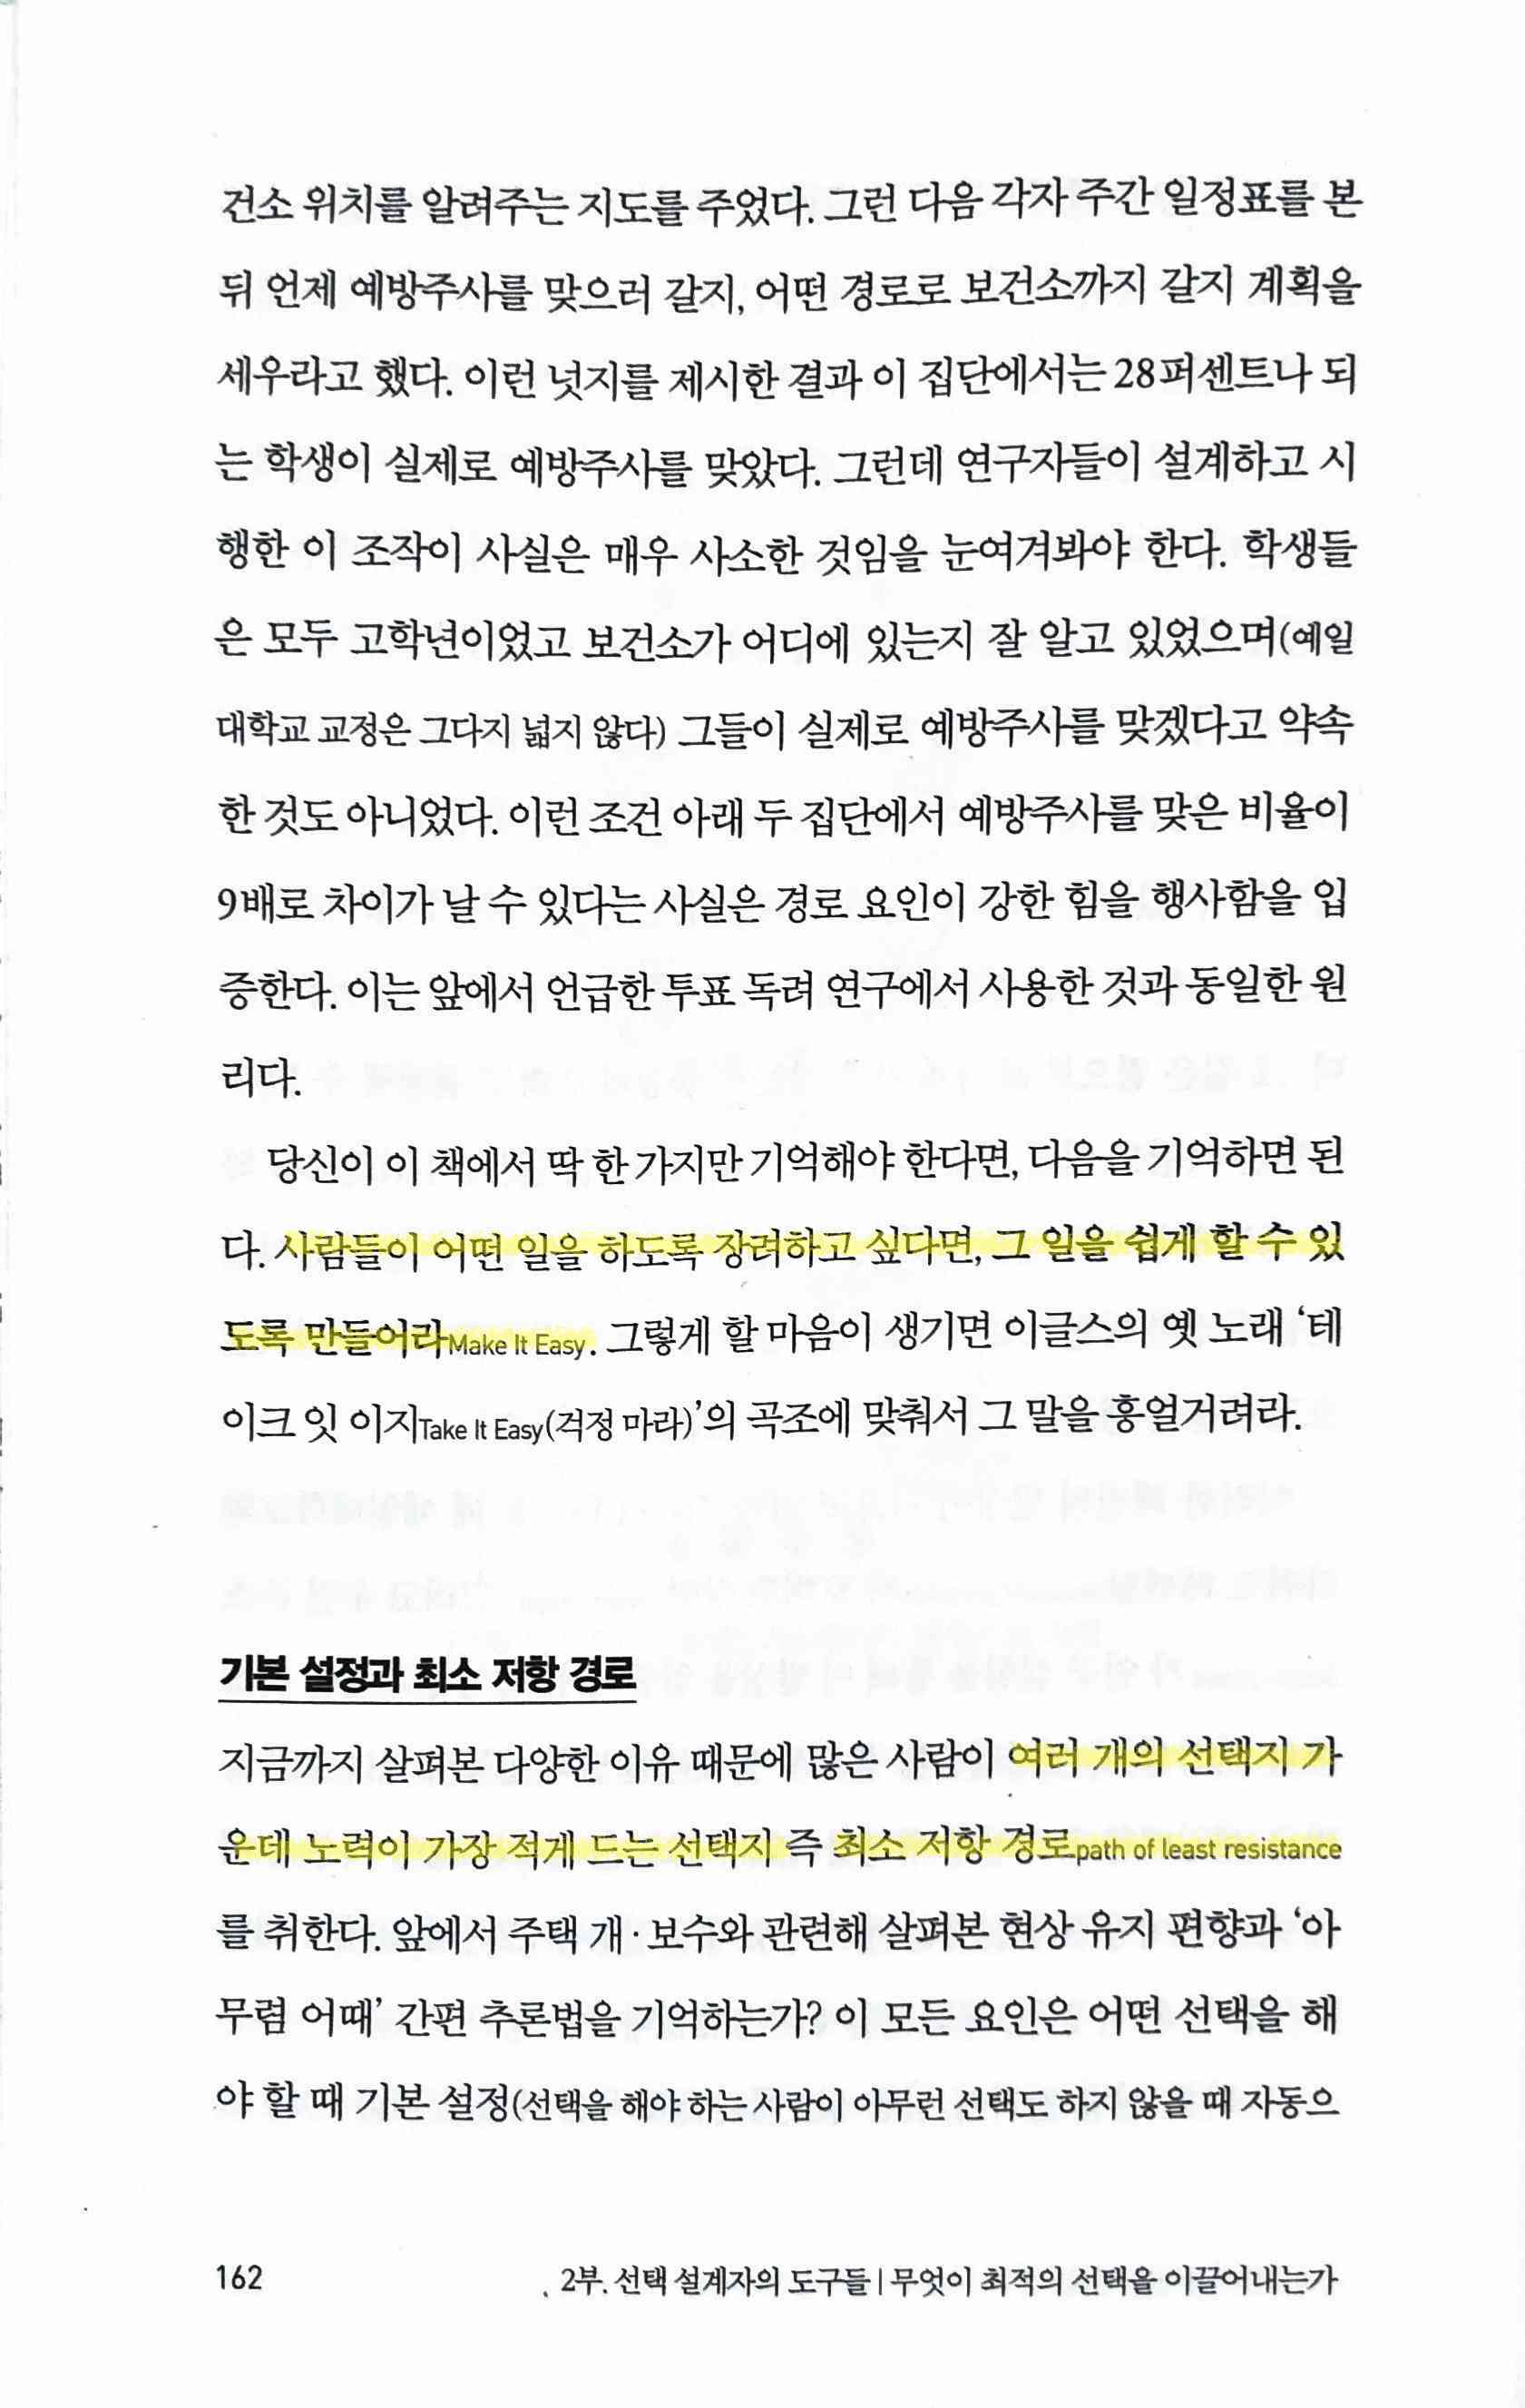 건소 위치를 알려주는 지도를 주었다. 그런 다음 각자 주간 일정표를 본
뒤 언제 예방주사를 맞으러 갈지, 어떤 경로로 보건소까지 갈지 계획을
세우라고 했다. 이런 넛지를 제시한 결과 이 집단에서는 28퍼센트나 되
는 학생이 실제로 예방주사를 맞았다. 그런데 연구자들이 설계하고 시
행한 이 조작이 사실은 매우 사소한 것임을 눈여겨봐야 한다. 학생들
은 모두 고학년이었고 보건소가 어디에 있는지 잘 알고 있었으며(예일
대학교 교정은 그다지 넓지 않다) 그들이 실제로 예방주사를 맞겠다고 약속
한 것도 아니었다. 이런 조건 아래 두 집단에서 예방주사를 맞은 비율이
9배로 차이가 날 수 있다는 사실은 경로 요인이 강한 힘을 행사함을 입
증한다. 이는 앞에서 언급한 투표 독려 연구에서 사용한 것과 동일한 원
리다.
당신이 이 책에서 딱 한 가지만 기억해야 한다면, 다음을 기억하면 된
다. 사람들이 어떤 일을 하도록 장려하고 싶다면, 그 일을 쉽게 할 수 있
도록 만들어라Make It Easy. 그렇게 할 마음이 생기면 이글스의 옛 노래 ‘테
이크 잇 이지Take It Easy(걱정 마라)’의 곡조에 맞춰서 그 말을 흥얼거려라.
기본 설정과 최소 저항 경로
지금까지 살펴본 다양한 이유 때문에 많은 사람이 여러 개의 선택지 가
운데 노력이 가장 적게 드는 선택지 즉 최소 저항 경로path of least resistance
를 취한다. 앞에서 주택 개·보수와 관련해 살펴본 현상 유지 편향과 ‘아
무렴 어때’ 간편 추론법을 기억하는가? 이 모든 요인은 어떤 선택을 해
야 할 때 기본 설정(선택을 해야 하는 사람이 아무런 선택도 하지 않을 때 자동으
162
2부. 선택 설계자의 도구들 | 무엇이 최적의 선택을 이끌어내는가